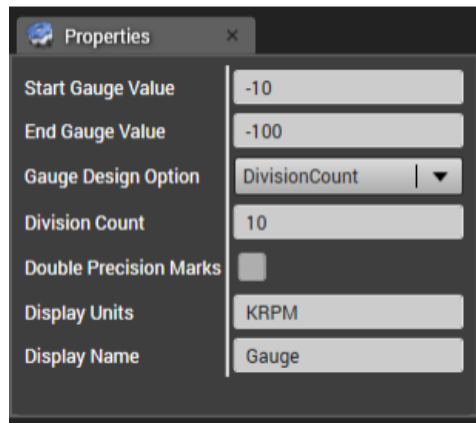 Properties ×
Start Gauge Value -10
End Gauge Value -100
Gauge Design Option DivisionCount
Division Count 10
Double Precision Marks
Display Units KRPM
Display Name Gauge